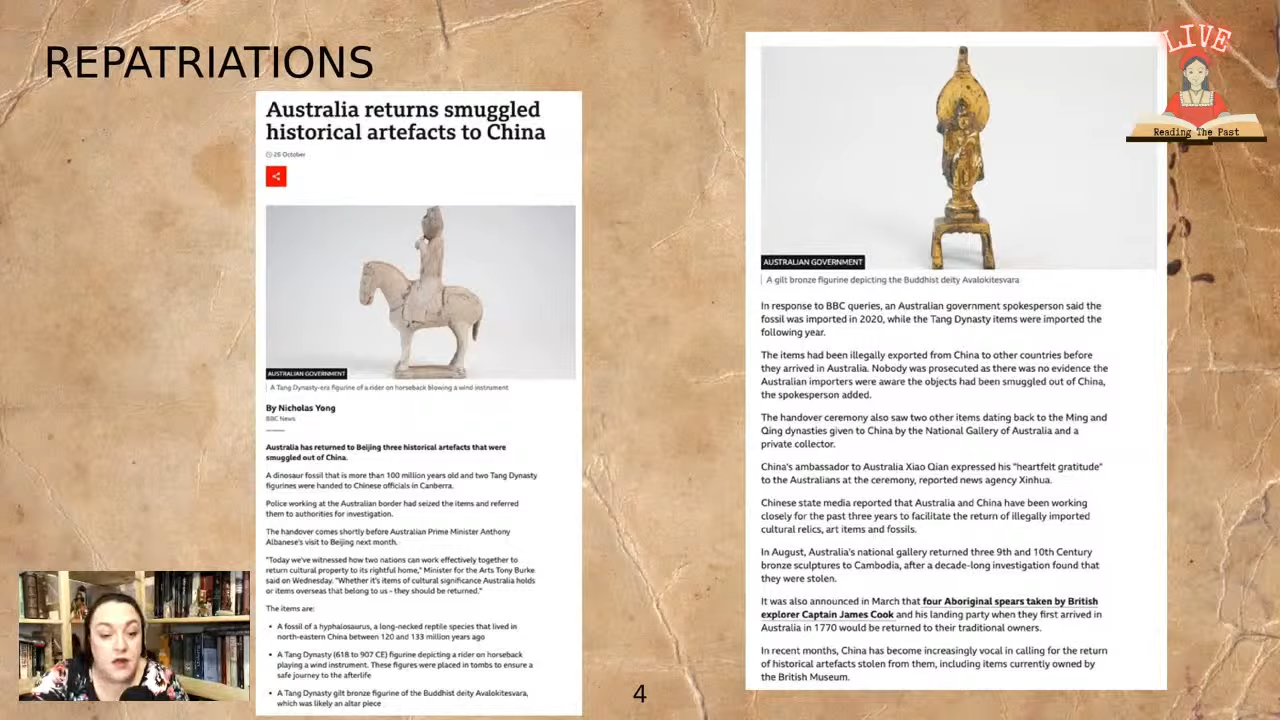 REPATRIATIONS
Australia returns smuggled
historical artefacts to China
26 October
AUSTRALIAN GOVERNMENT
A Tang Dynasty-era figurine of a rider on horseback blowing a wind instrument
By Nicholas Yong
BBC News
Australia has returned to Beijing three historical artefacts that were
smuggled out of China.
A dinosaur fossil that is more than 100 million years old and two Tang Dynasty
figurines were handed to Chinese officials in Canberra.
Police working at the Australian border had seized the items and referred
them to authorities for investigation.
The handover comes shortly before Australian Prime Minister Anthony
Albanese's visit to Beijing next month.
"Today we've witnessed how two nations can work effectively together to
return cultural property to its rightful home," Minister for the Arts Tony Burke
said on Wednesday. "Whether it's items of cultural significance Australia holds
or items overseas that belong to us - they should be returned."
The items are:
• A fossil of a hyphalosaurus, a long-necked reptile species that lived in
north-eastern China between 120 and 133 million years ago
• A Tang Dynasty (618 to 907 CE) figurine depicting a rider on horseback
playing a wind instrument. These figures were placed in tombs to ensure a
safe journey to the afterlife
• A Tang Dynasty gilt bronze figurine of the Buddhist deity Avalokitesvara,
which was likely an altar piece
AUSTRALIAN GOVERNMENT
A gilt bronze figurine depicting the Buddhist deity Avalokitesvara
In response to BBC queries, an Australian government spokesperson said the
fossil was imported in 2020, while the Tang Dynasty items were imported the
following year.
The items had been illegally exported from China to other countries before
they arrived in Australia. Nobody was prosecuted as there was no evidence the
Australian importers were aware the objects had been smuggled out of China,
the spokesperson added.
The handover ceremony also saw two other items dating back to the Ming and
Qing dynasties given to China by the National Gallery of Australia and a
private collector.
China's ambassador to Australia Xiao Qian expressed his "heartfelt gratitude"
to the Australians at the ceremony, reported news agency Xinhua.
Chinese state media reported that Australia and China have been working
closely for the past three years to facilitate the return of illegally imported
cultural relics, art items and fossils.
In August, Australia's national gallery returned three 9th and 10th Century
bronze sculptures to Cambodia, after a decade-long investigation found that
they were stolen.
It was also announced in March that four Aboriginal spears taken by British
explorer Captain James Cook and his landing party when they first arrived in
Australia in 1770 would be returned to their traditional owners.
In recent months, China has become increasingly vocal in calling for the return
of historical artefacts stolen from them, including items currently owned by
the British Museum.
LIVE
Reading The Past
4